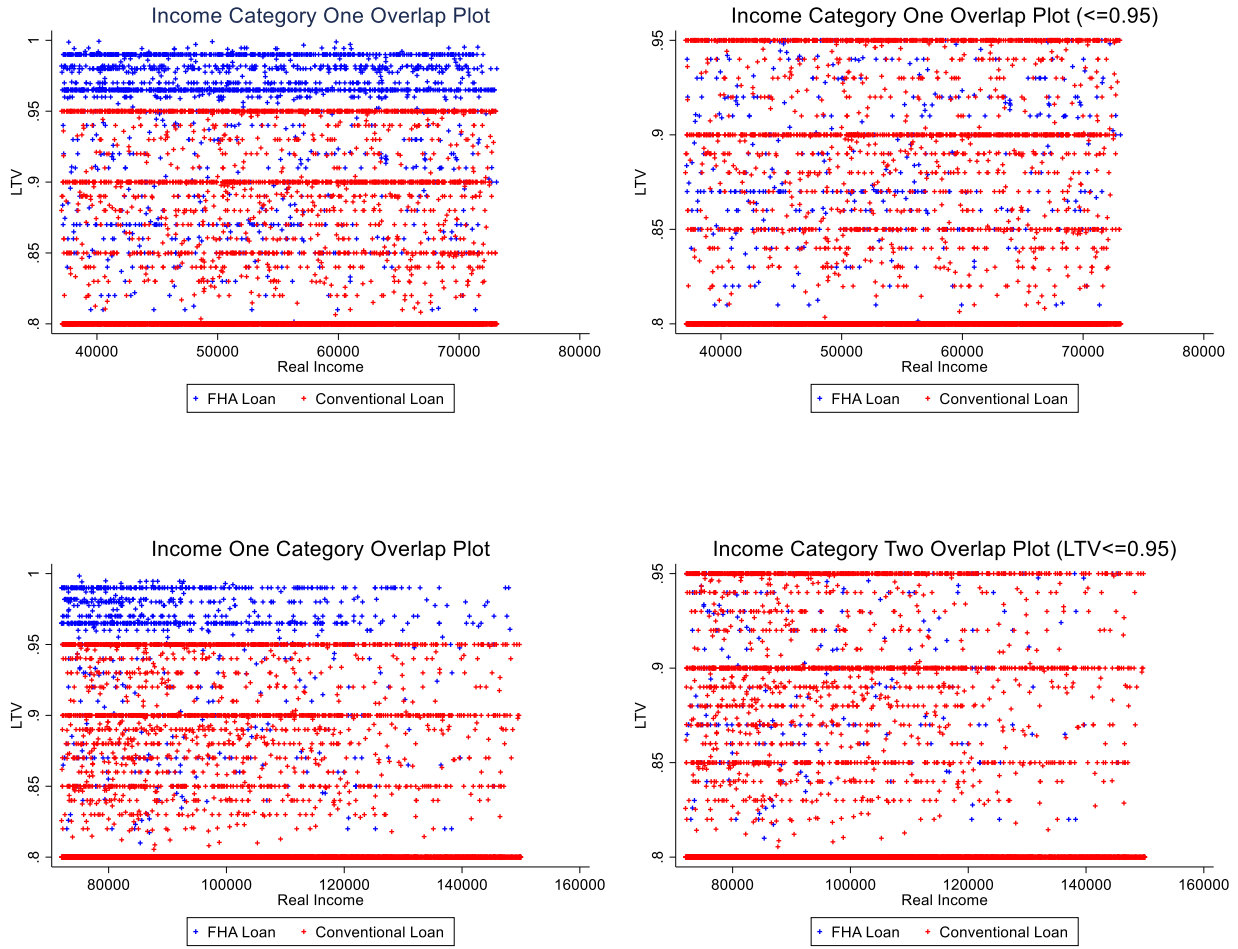 Income Category One Overlap Plot
1
.95
.9
.85
.8
LTV
40000 50000 60000 70000 80000
Real Income
FHA Loan Conventional Loan
Income Category One Overlap Plot (<=0.95)
.95
.9
.85
.8
LTV
40000 50000 60000 70000 80000
Real Income
FHA Loan Conventional Loan
Income One Category Overlap Plot
1
.95
.9
.85
.8
LTV
80000 100000 120000 140000 160000
Real Income
FHA Loan Conventional Loan
Income Category Two Overlap Plot (LTV<=0.95)
.95
.9
.85
.8
LTV
80000 100000 120000 140000 160000
Real Income
FHA Loan Conventional Loan